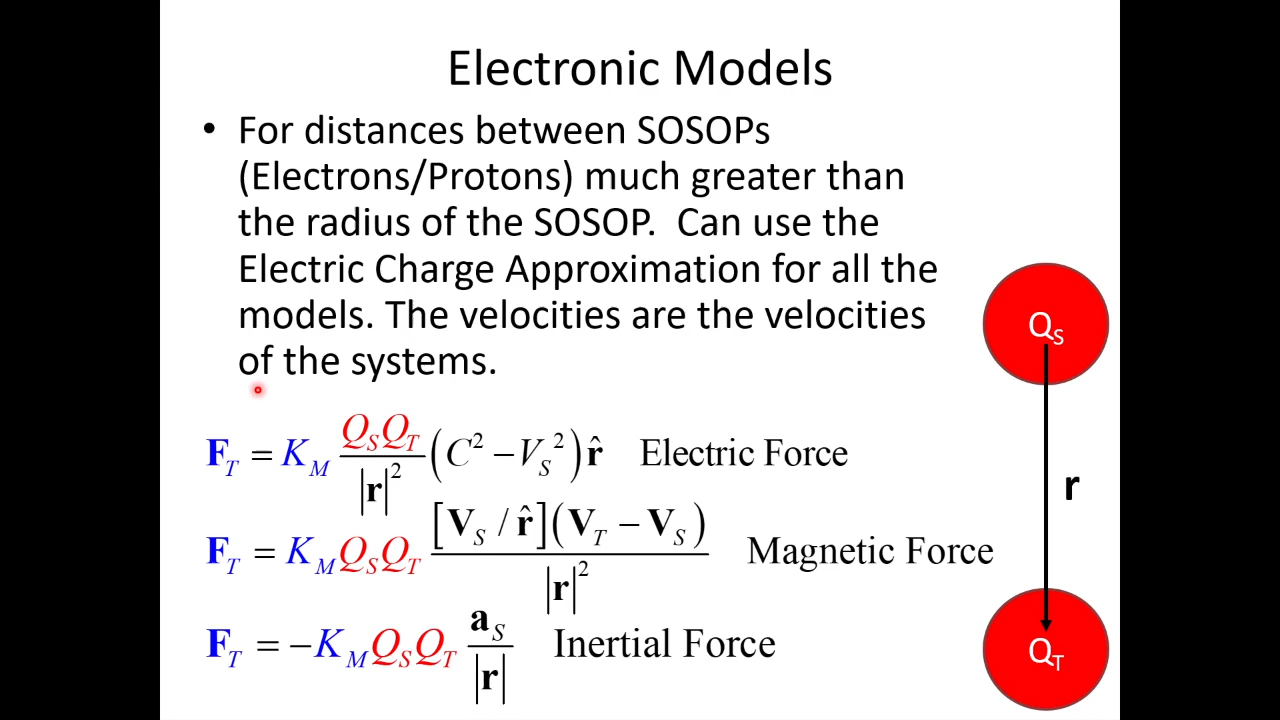 Electronic Models
• For distances between SOSOPs
(Electrons/Protons) much greater than
the radius of the SOSOP.  Can use the
Electric Charge Approximation for all the
models. The velocities are the velocities
of the systems.
F_T = K_M Q_S Q_T / |r|² (C² − V_S²) r̂ Electric Force
F_T = K_M Q_S Q_T [V_S / r̂](V_T − V_S) / |r|² Magnetic Force
F_T = −K_M Q_S Q_T a_S / |r| Inertial Force
Q_S
r
Q_T